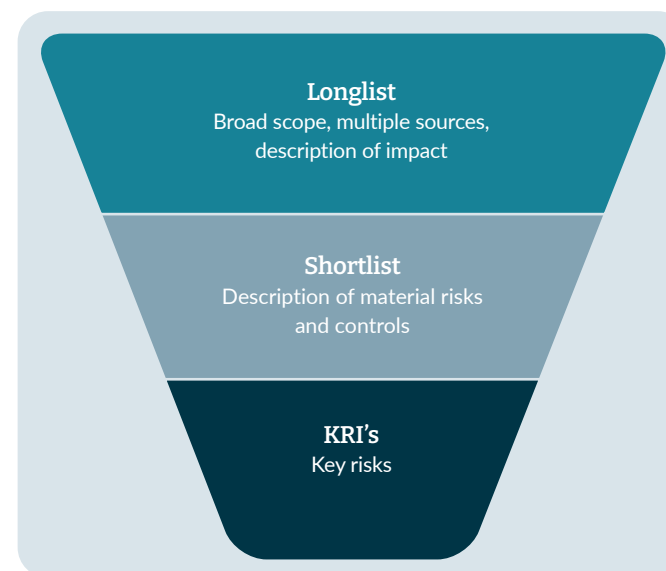 Longlist
Broad scope, multiple sources,
description of impact
Shortlist
Description of material risks
and controls
KRI’s
Key risks